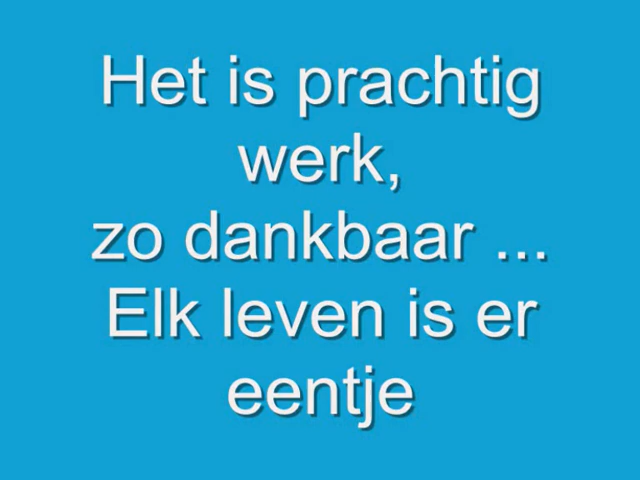 Het is prachtig
werk,
zo dankbaar ...
Elk leven is er
eentje